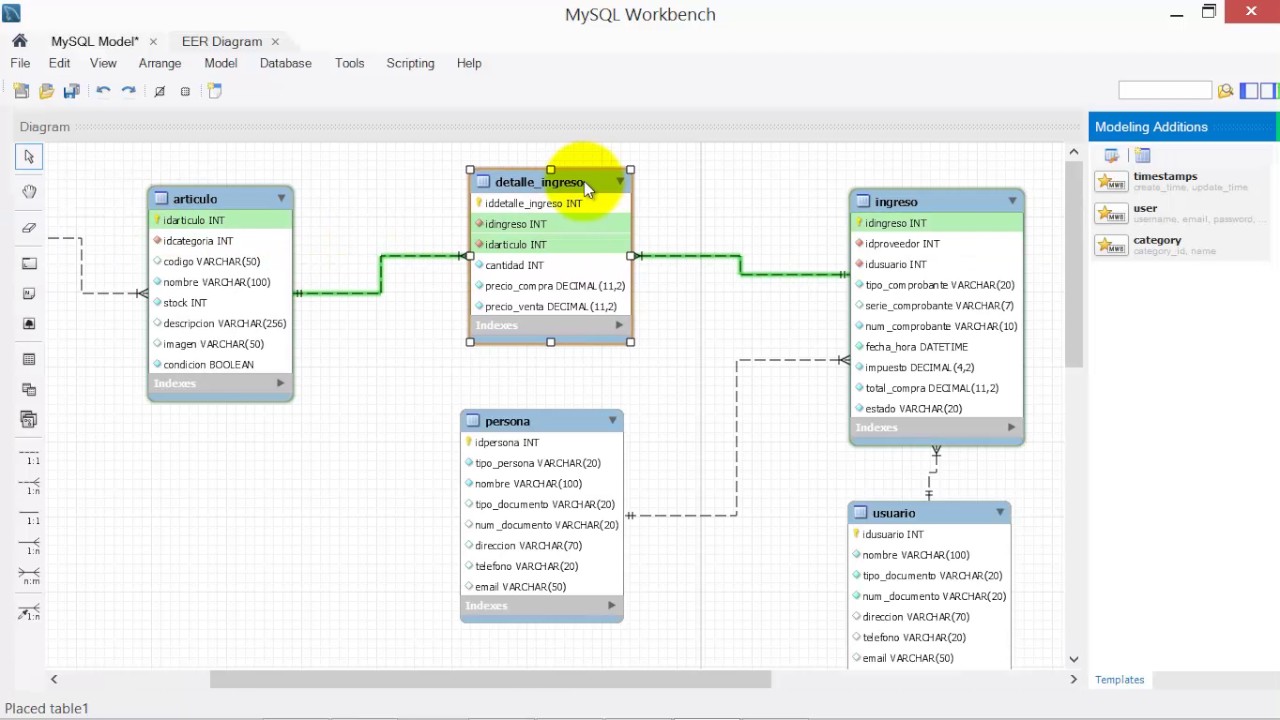 MySQL Workbench
MySQL Model* ×
EER Diagram ×
File Edit View Arrange Model Database Tools Scripting Help
Diagram
articulo
idarticulo INT
idcategoria INT
codigo VARCHAR(50)
nombre VARCHAR(100)
stock INT
descripcion VARCHAR(256)
imagen VARCHAR(50)
condicion BOOLEAN
Indexes
detalle_ingreso
iddetalle_ingreso INT
idingreso INT
idarticulo INT
cantidad INT
precio_compra DECIMAL(11,2)
precio_venta DECIMAL(11,2)
Indexes
persona
idpersona INT
tipo_persona VARCHAR(20)
nombre VARCHAR(100)
tipo_documento VARCHAR(20)
num_documento VARCHAR(20)
direccion VARCHAR(70)
telefono VARCHAR(20)
email VARCHAR(50)
Indexes
ingreso
idingreso INT
idproveedor INT
idusuario INT
tipo_comprobante VARCHAR(20)
serie_comprobante VARCHAR(7)
num_comprobante VARCHAR(10)
fecha_hora DATETIME
impuesto DECIMAL(4,2)
total_compra DECIMAL(11,2)
estado VARCHAR(20)
Indexes
usuario
idusuario INT
nombre VARCHAR(100)
tipo_documento VARCHAR(20)
num_documento VARCHAR(20)
direccion VARCHAR(70)
telefono VARCHAR(20)
email VARCHAR(50)
1:1
1:n
1:1
1:n
n:m
1:n
Modeling Additions
MWB
timestamps
create_time, update_time
MWB
user
username, email, password, ...
MWB
category
category_id, name
Templates
Placed table1